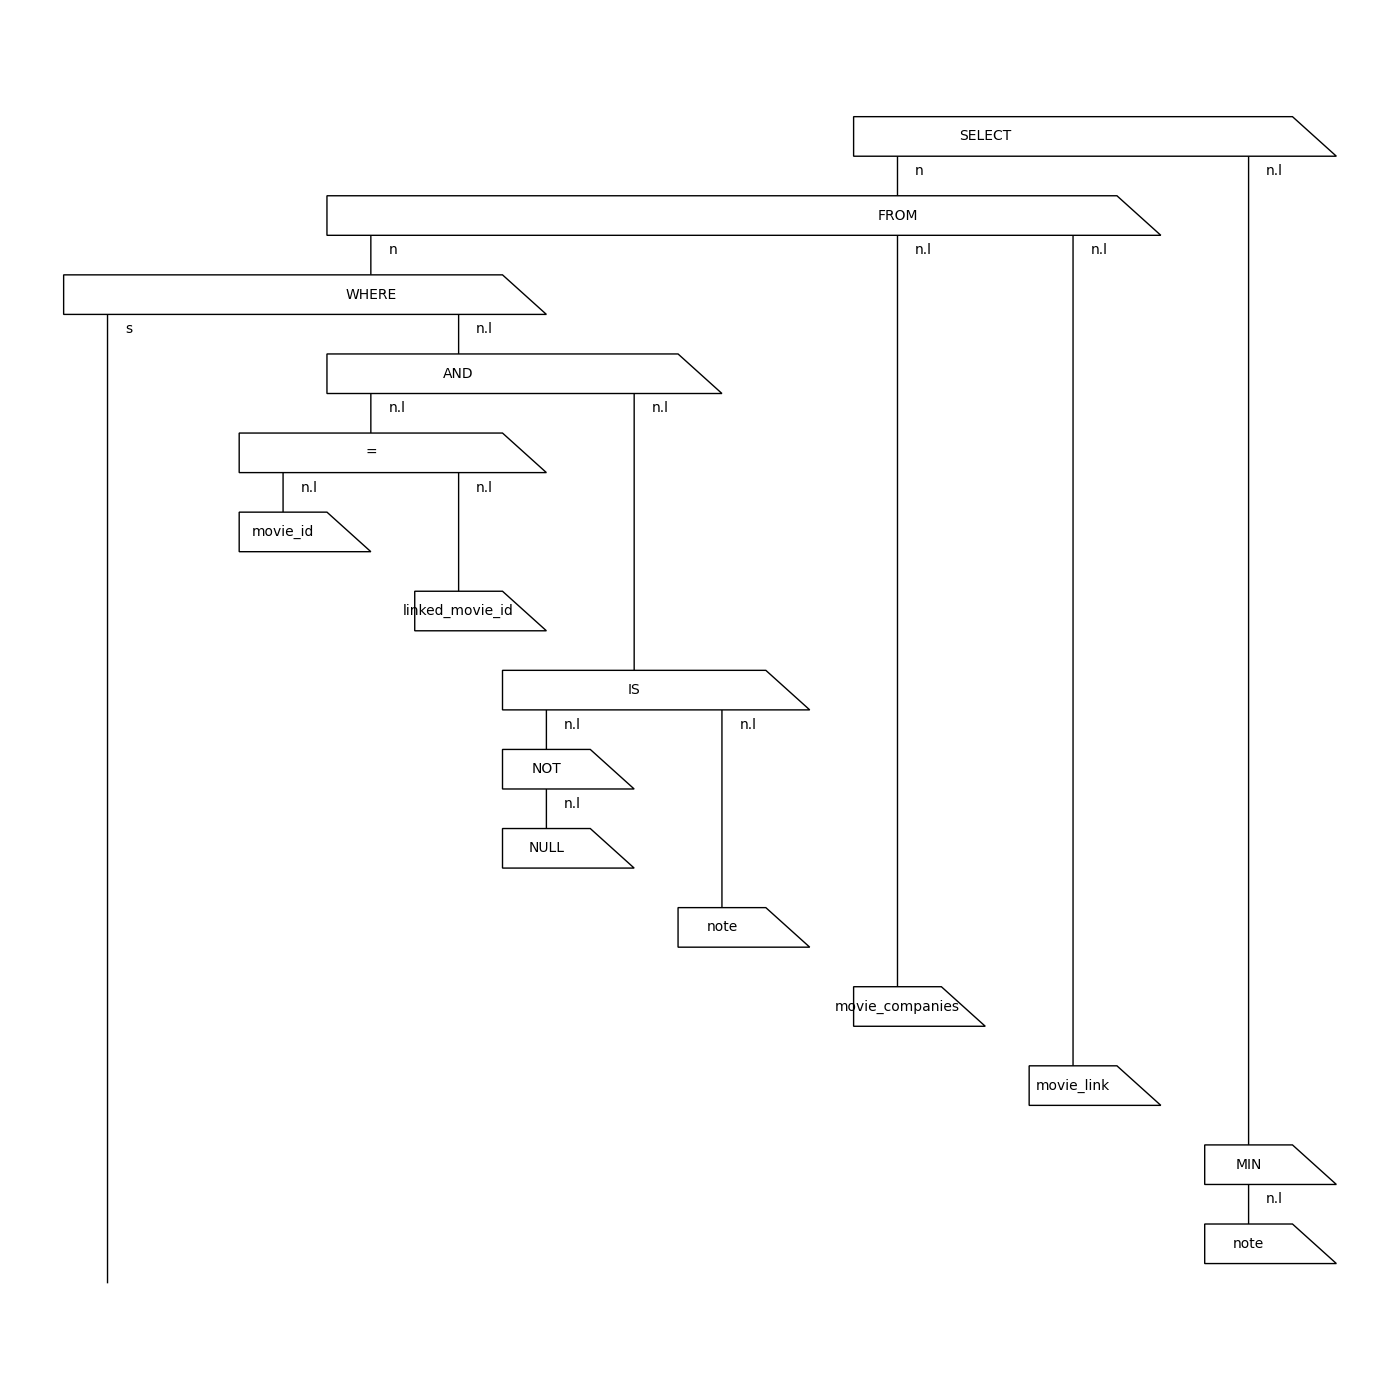 SELECT
n n.l
FROM
n n.l n.l
WHERE
s n.l
AND
n.l n.l
=
n.l n.l
movie_id
linked_movie_id
IS
n.l n.l
NOT
n.l
NULL
note
movie_companies
movie_link
MIN
n.l
note